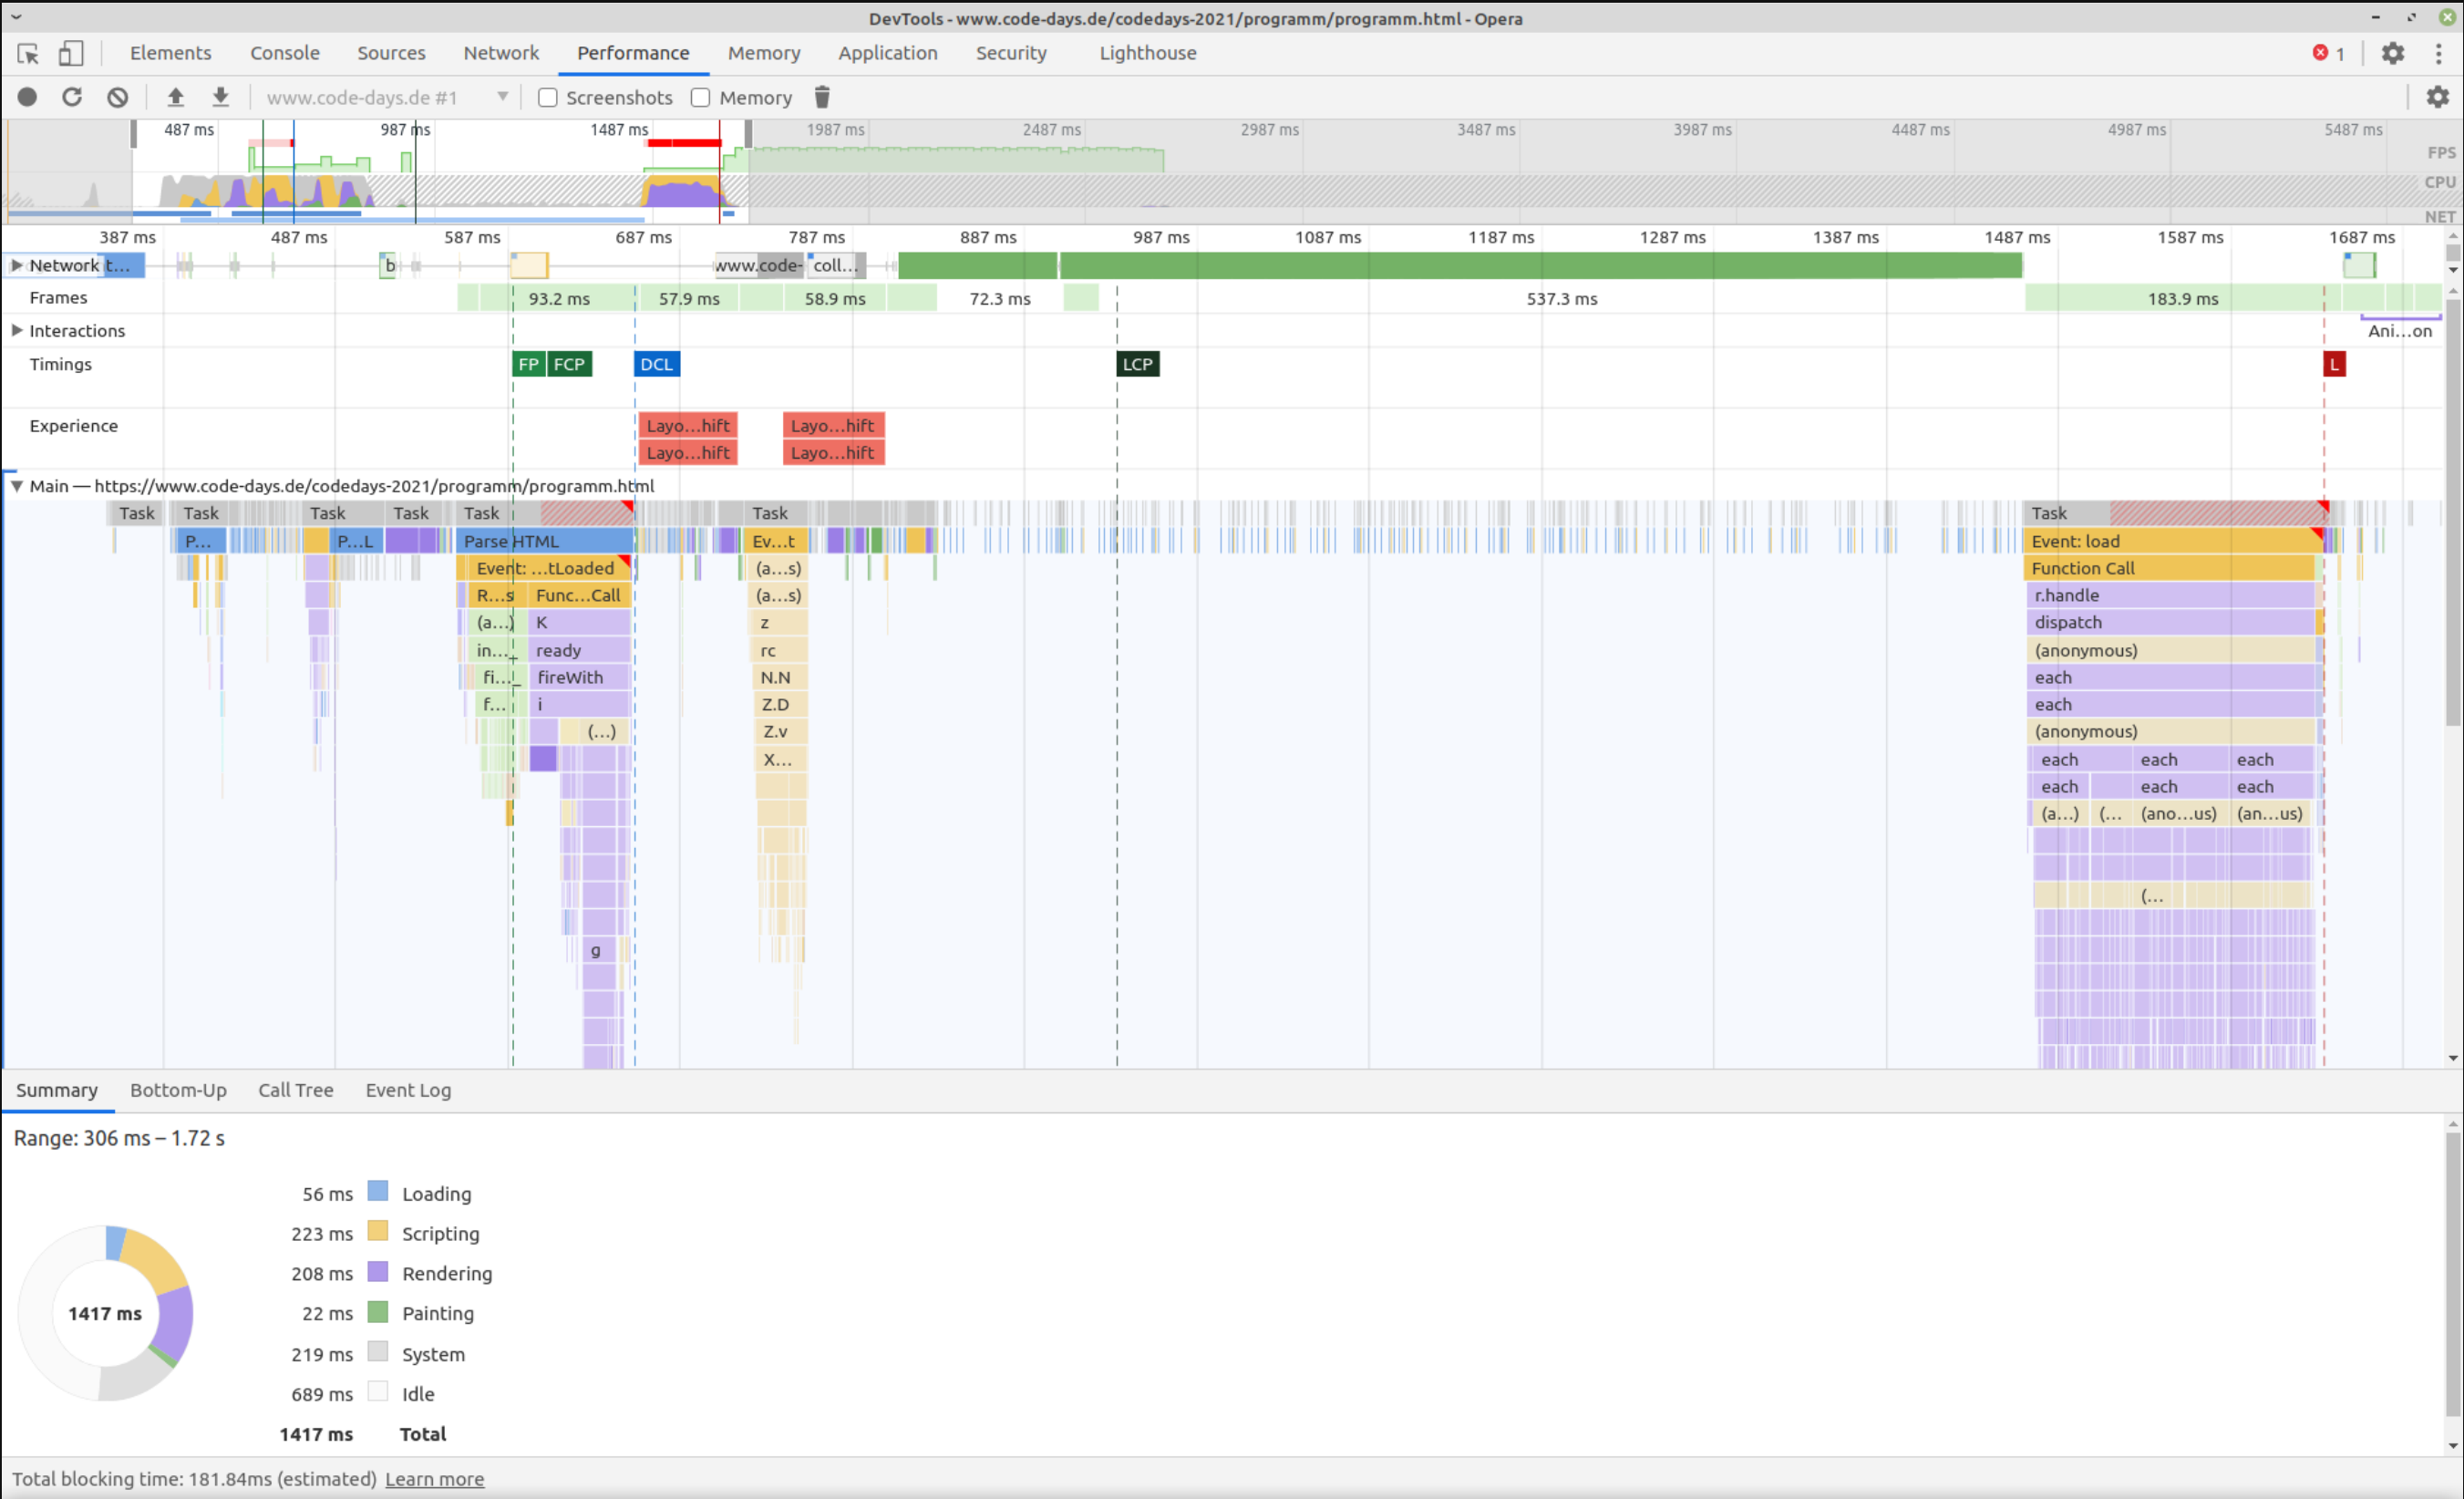 DevTools - www.code-days.de/codedays-2021/programm/programm.html - Opera
Elements Console Sources Network Performance Memory Application Security Lighthouse 1
www.code-days.de #1 Screenshots Memory
487 ms 987 ms 1487 ms 1987 ms 2487 ms 2987 ms 3487 ms 3987 ms 4487 ms 4987 ms 5487 ms
FPS
CPU
NET
387 ms 487 ms 587 ms 687 ms 787 ms 887 ms 987 ms 1087 ms 1187 ms 1287 ms 1387 ms 1487 ms 1587 ms 1687 ms
Network t… b www.code- coll…
Frames 93.2 ms 57.9 ms 58.9 ms 72.3 ms 537.3 ms 183.9 ms
Interactions Ani…on
Timings FP FCP DCL LCP L
Experience Layo…hift Layo…hift
Layo…hift Layo…hift
Main — https://www.code-days.de/codedays-2021/programm/programm.html
Task Task Task Task Task Task Task
P… P…L Parse HTML Ev…t Event: load
Event: …tLoaded (a…s) Function Call
R…s Func…Call (a…s) r.handle
(a…) K z dispatch
in…_ ready rc (anonymous)
fi…_ fireWith N.N each
f… i Z.D each
(…) Z.v (anonymous)
X… each each each
each each each
(a…) (… (ano…us) (an…us)
(…
g
Summary Bottom-Up Call Tree Event Log
Range: 306 ms – 1.72 s
56 ms Loading
223 ms Scripting
208 ms Rendering
1417 ms
22 ms Painting
219 ms System
689 ms Idle
1417 ms Total
Total blocking time: 181.84ms (estimated) Learn more